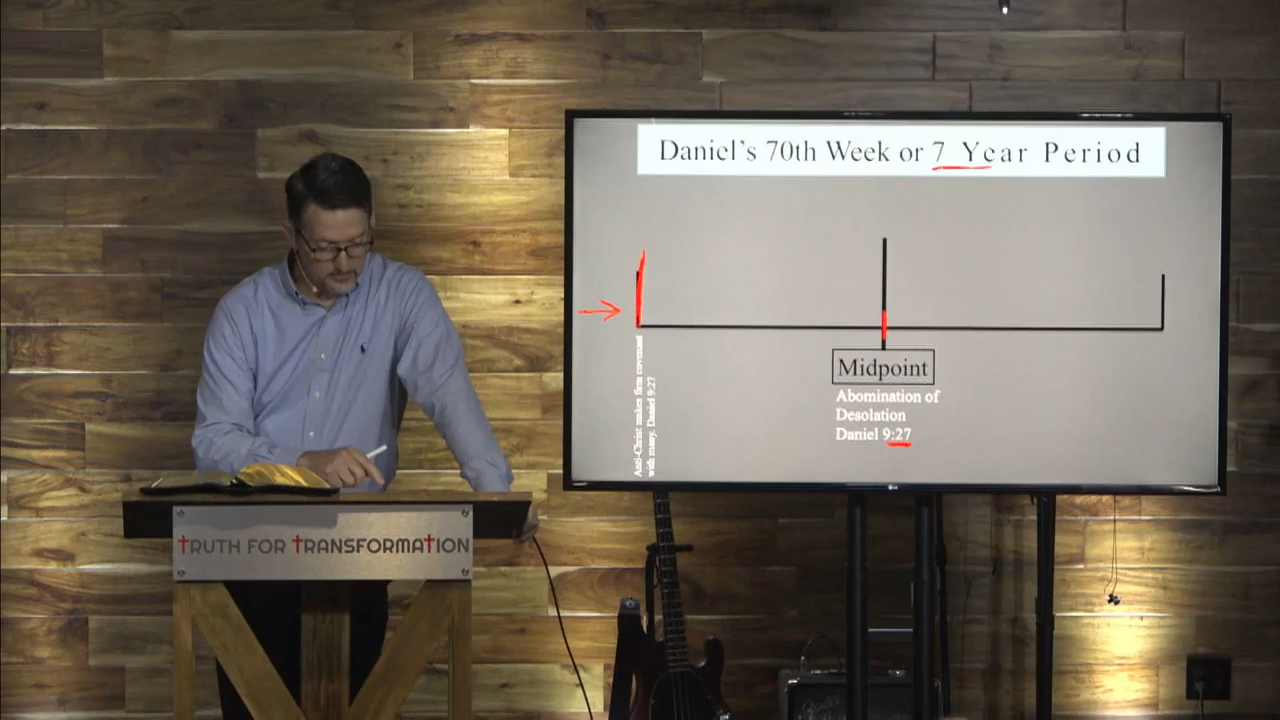 Daniel's 70th Week or 7 Year Period
Midpoint
Abomination of
Desolation
Daniel 9:27
Anti-Christ makes firm covenant
with many. Daniel 9:27
TRUTH FOR TRANSFORMATION